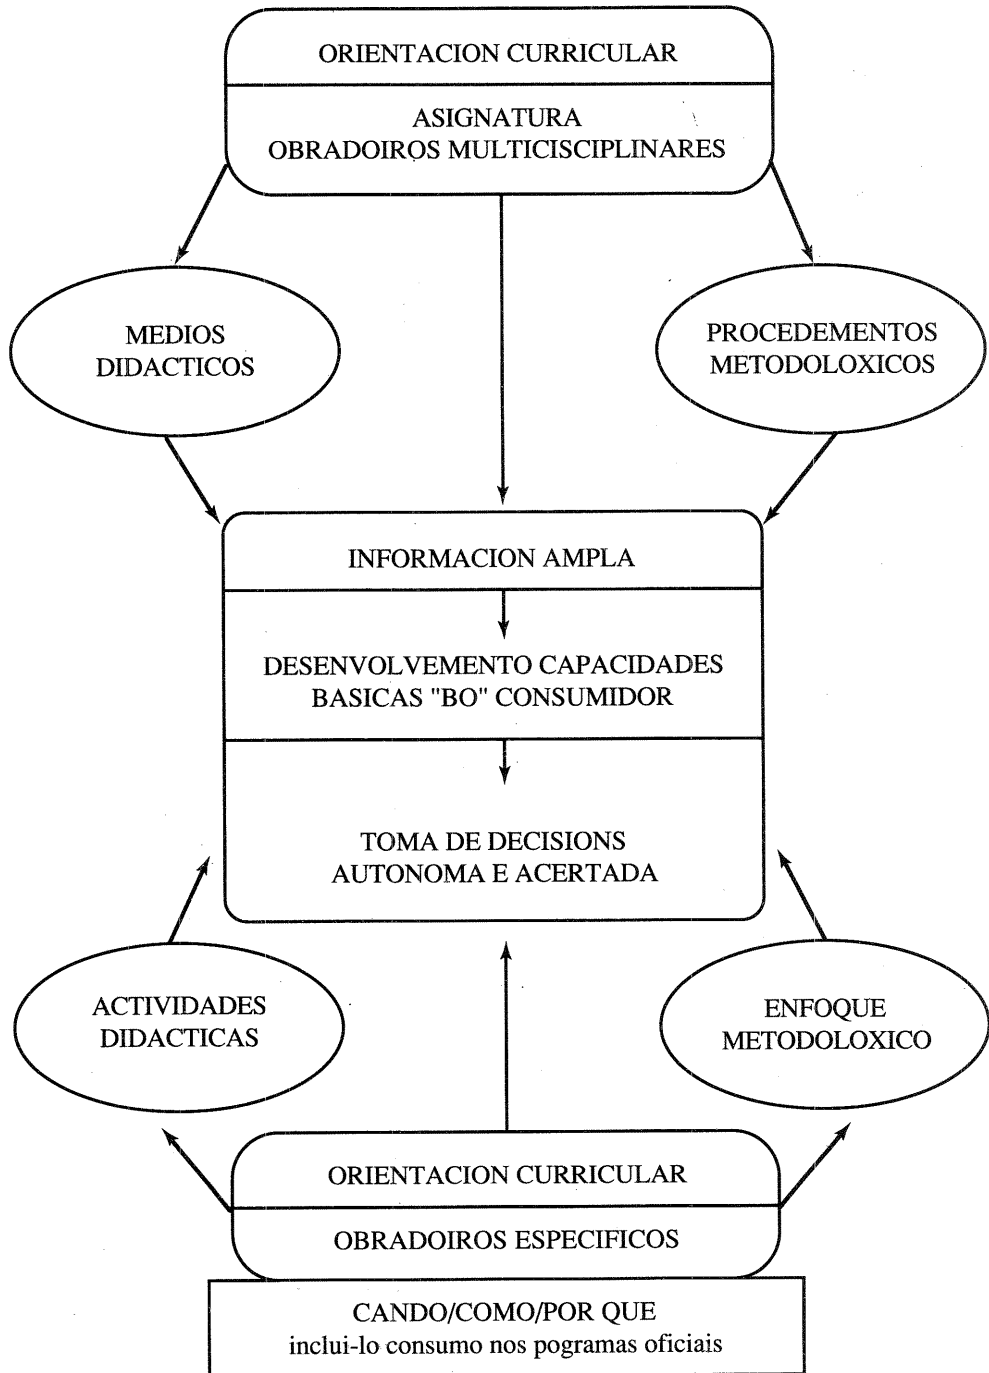 ORIENTACION CURRICULAR
ASIGNATURA
OBRADOIROS MULTICISCIPLINARES
MEDIOS
DIDACTICOS
PROCEDEMENTOS
METODOLOXICOS
INFORMACION AMPLA
DESENVOLVEMENTO CAPACIDADES
BASICAS "BO" CONSUMIDOR
TOMA DE DECISIONS
AUTONOMA E ACERTADA
ACTIVIDADES
DIDACTICAS
ENFOQUE
METODOLOXICO
ORIENTACION CURRICULAR
OBRADOIROS ESPECIFICOS
CANDO/COMO/POR QUE
inclui-lo consumo nos pogramas oficiais